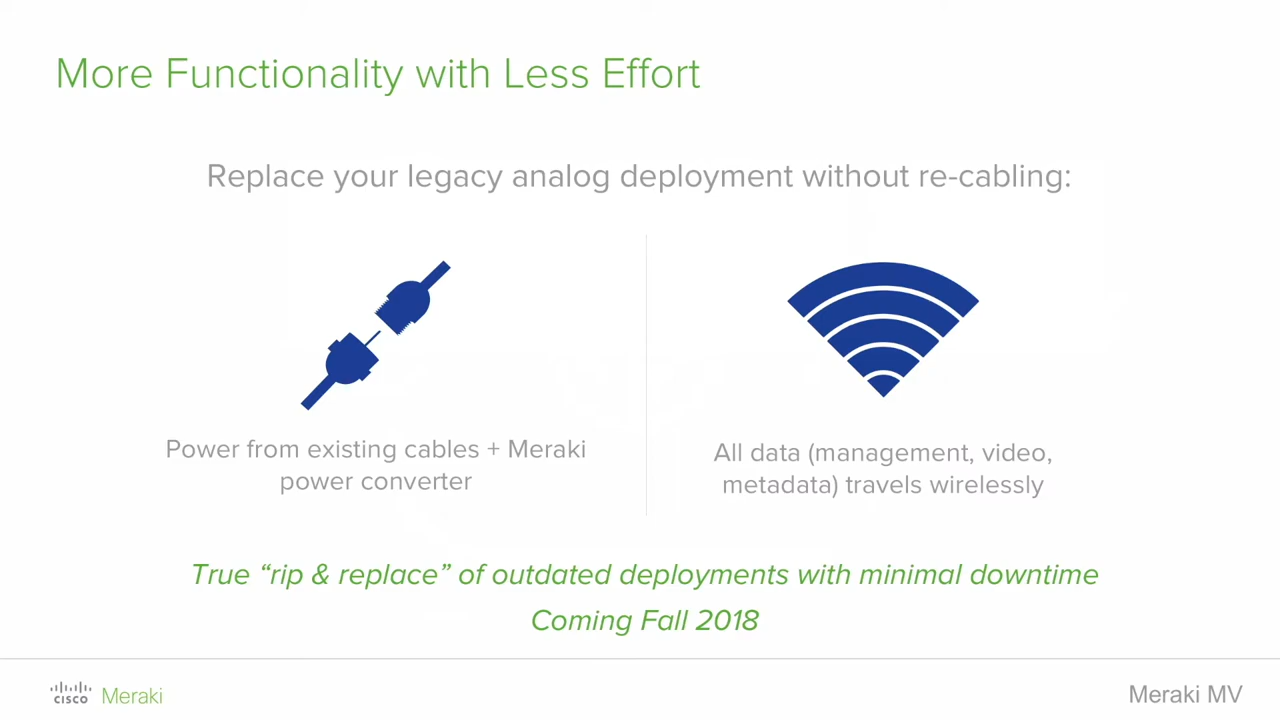 More Functionality with Less Effort
Replace your legacy analog deployment without re-cabling:
Power from existing cables + Meraki
power converter
All data (management, video,
metadata) travels wirelessly
True “rip & replace” of outdated deployments with minimal downtime
Coming Fall 2018
cisco Meraki
Meraki MV